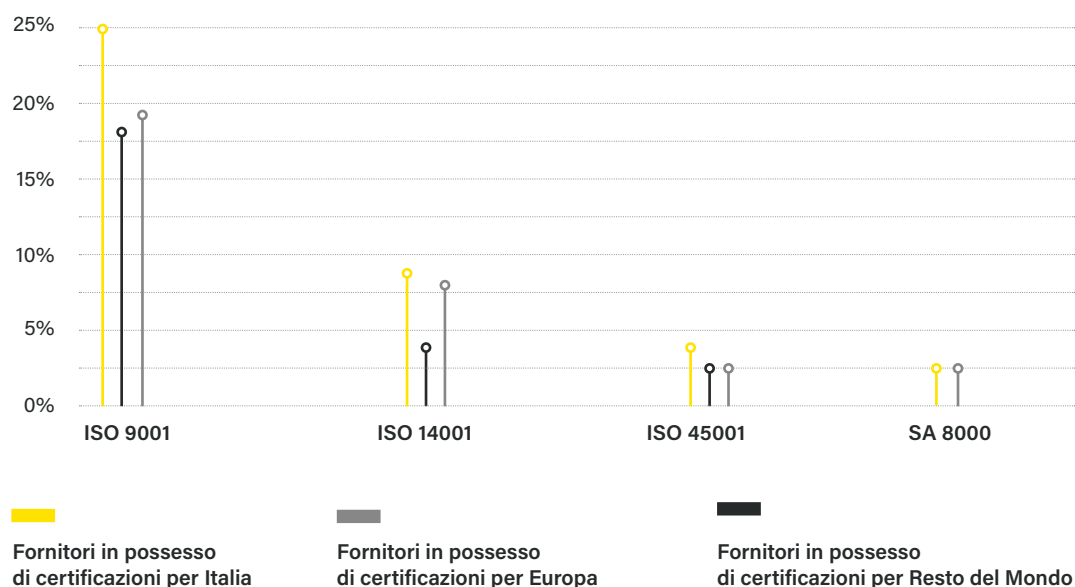 25%
20%
15%
10%
5%
0%
ISO 9001
ISO 14001
ISO 45001
SA 8000
Fornitori in possesso
di certificazioni per Italia
Fornitori in possesso
di certificazioni per Europa
Fornitori in possesso
di certificazioni per Resto del Mondo